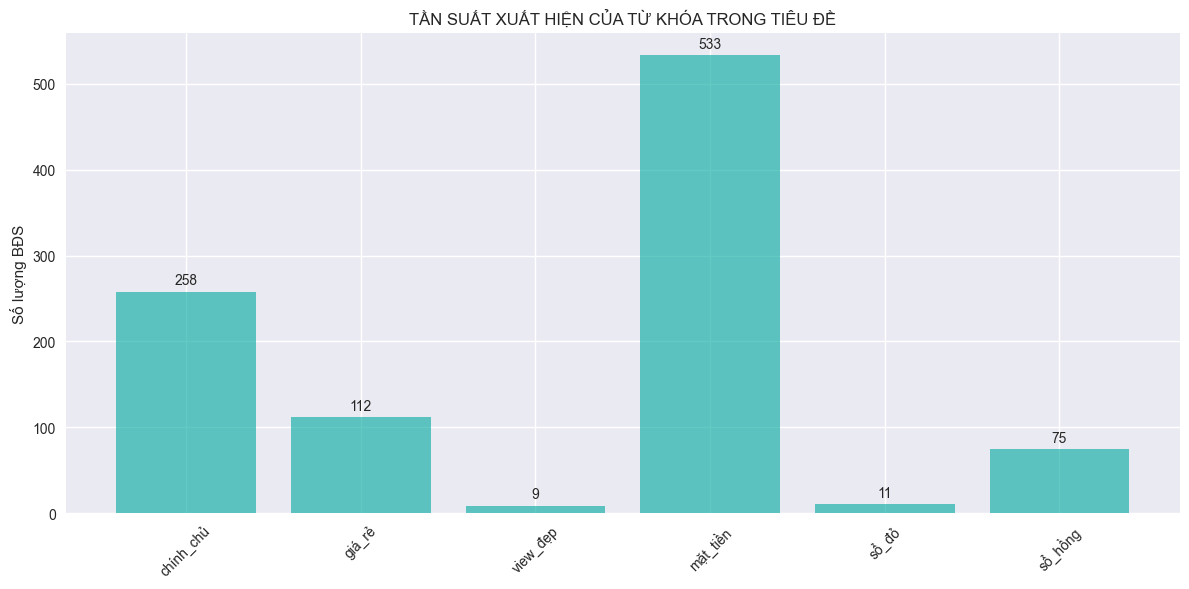 TẦN SUẤT XUẤT HIỆN CỦA TỪ KHÓA TRONG TIÊU ĐỀ
Số lượng BĐS
500
400
300
200
100
0
258
112
9
533
11
75
chính_chủ
giá_rẻ
view_đẹp
mặt_tiền
sổ_đỏ
sổ_hồng